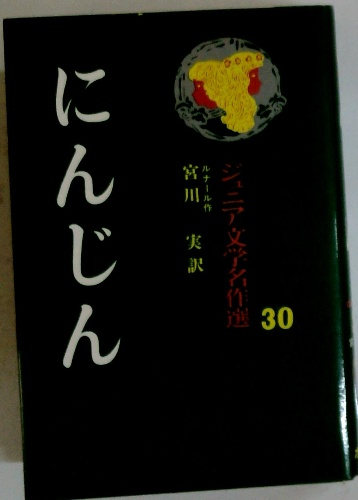 ジュニア文学名作選
30
ルナール作
宮川 実 訳
にんじん